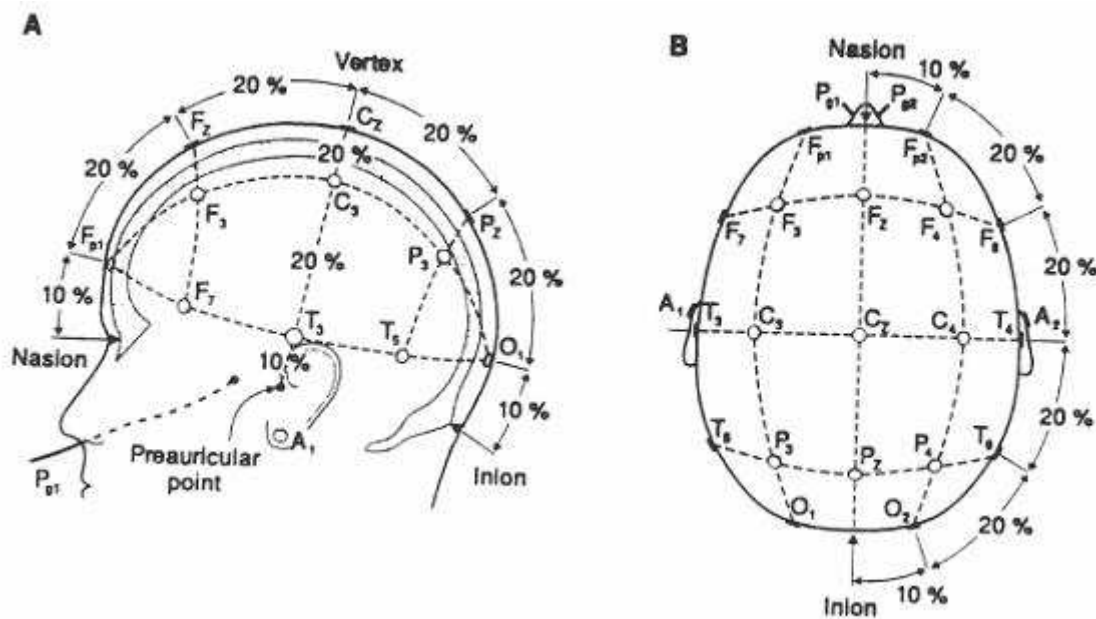 A
Vertex
20 %
20 %
F_Z
C_Z
20 %
20 %
20 %
F_3
C_3
P_Z
F_p1
P_3
20 %
20 %
10 %
F_7
T_3
T_5
O_1
Nasion
10 %
10 %
A_1
Preauricular
point
Inion
P_g1
B
Nasion
10 %
P_g1
P_g2
F_p1
F_p2
20 %
F_7
F_3
F_Z
F_4
F_8
20 %
A_1
T_3
C_3
C_Z
C_4
T_4
A_2
20 %
P_3
P_Z
P_4
O_1
O_2
20 %
10 %
Inion